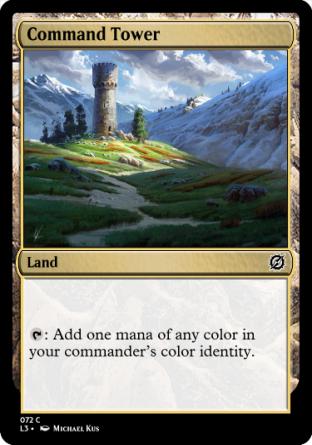 Command Tower
Land
: Add one mana of any color in
your commander's color identity.
072 C
L3 • Michael Kus